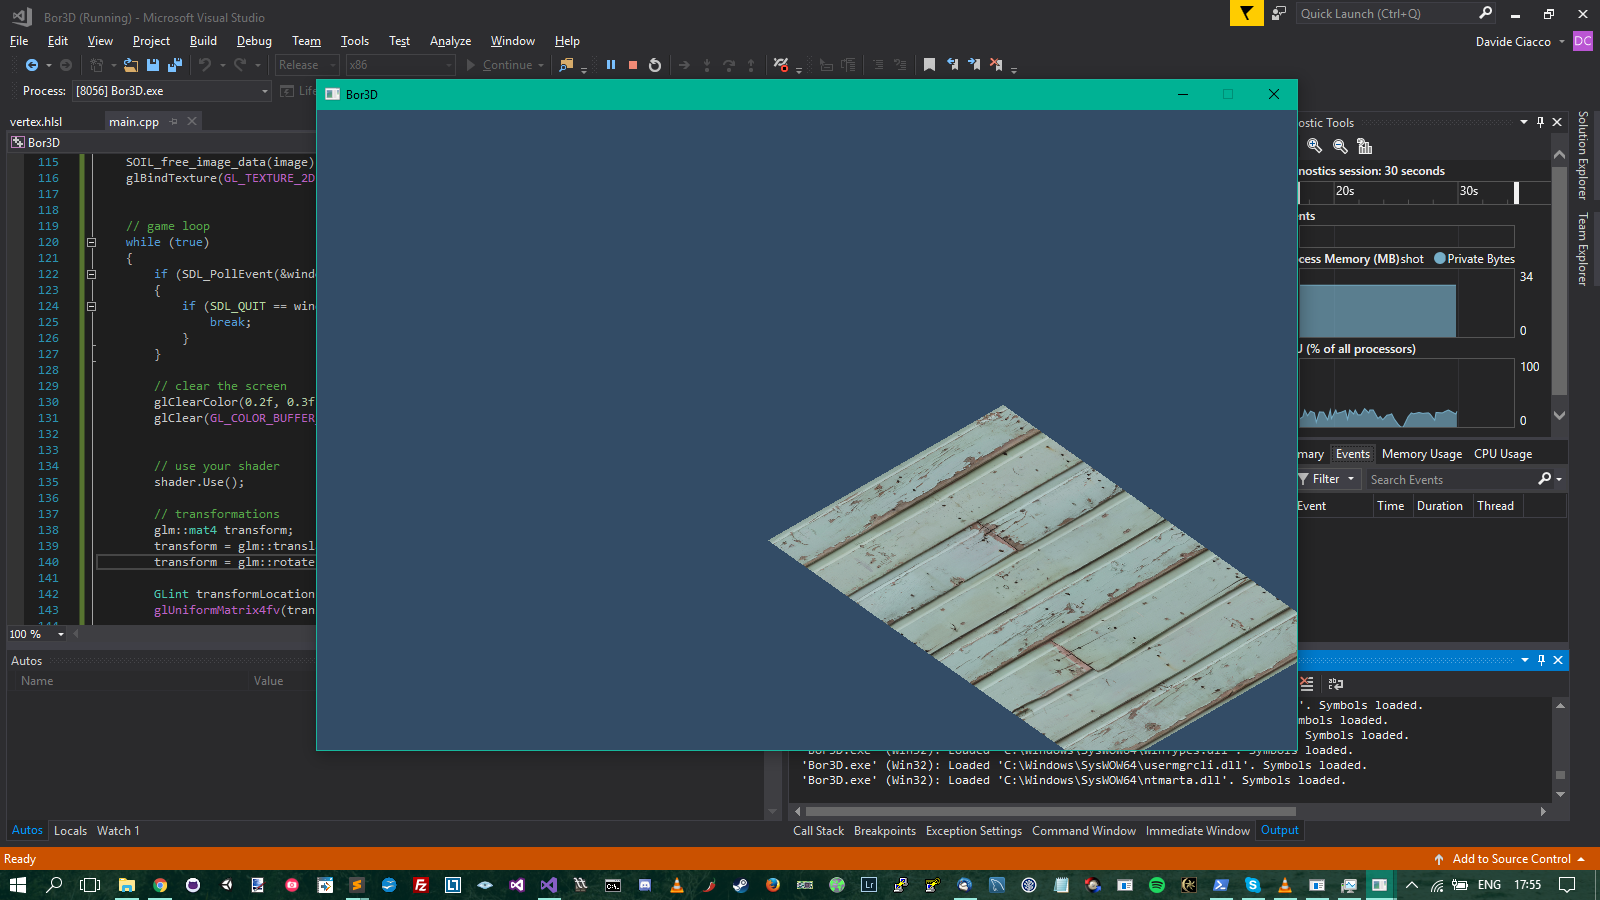 Bor3D (Running) - Microsoft Visual Studio
Quick Launch (Ctrl+Q)
File Edit View Project Build Debug Team Tools Test Analyze Window Help
Davide Ciacco DC
Release x86 Continue
Process: [8056] Bor3D.exe Life
Bor3D
vertex.hlsl main.cpp
ostic Tools
Bor3D
115 SOIL_free_image_data(image)
116 glBindTexture(GL_TEXTURE_2D
117
118
119 // game loop
120 while (true)
121 {
122 if (SDL_PollEvent(&windo
123 {
124 if (SDL_QUIT == win
125 break;
126 }
127 }
128
129 // clear the screen
130 glClearColor(0.2f, 0.3f
131 glClear(GL_COLOR_BUFFER_
132
133
134 // use your shader
135 shader.Use();
136
137 // transformations
138 glm::mat4 transform;
139 transform = glm::transl
140 transform = glm::rotate
141
142 GLint transformLocation
143 glUniformMatrix4fv(tran
100 %
nostics session: 30 seconds
20s 30s
nts
cess Memory (MB) shot Private Bytes
34
0
U (% of all processors)
100
0
mary Events Memory Usage CPU Usage
Filter Search Events
Event Time Duration Thread
Solution Explorer
Team Explorer
Autos
Name Value
'. Symbols loaded.
mbols loaded.
Symbols loaded.
'Bor3D.exe' (Win32): Loaded 'C:\Windows\SysWOW64\WinTypes.dll'. Symbols loaded.
'Bor3D.exe' (Win32): Loaded 'C:\Windows\SysWOW64\usermgrcli.dll'. Symbols loaded.
'Bor3D.exe' (Win32): Loaded 'C:\Windows\SysWOW64\ntmarta.dll'. Symbols loaded.
Autos Locals Watch 1
Call Stack Breakpoints Exception Settings Command Window Immediate Window Output
Ready
Add to Source Control
ENG 17:55